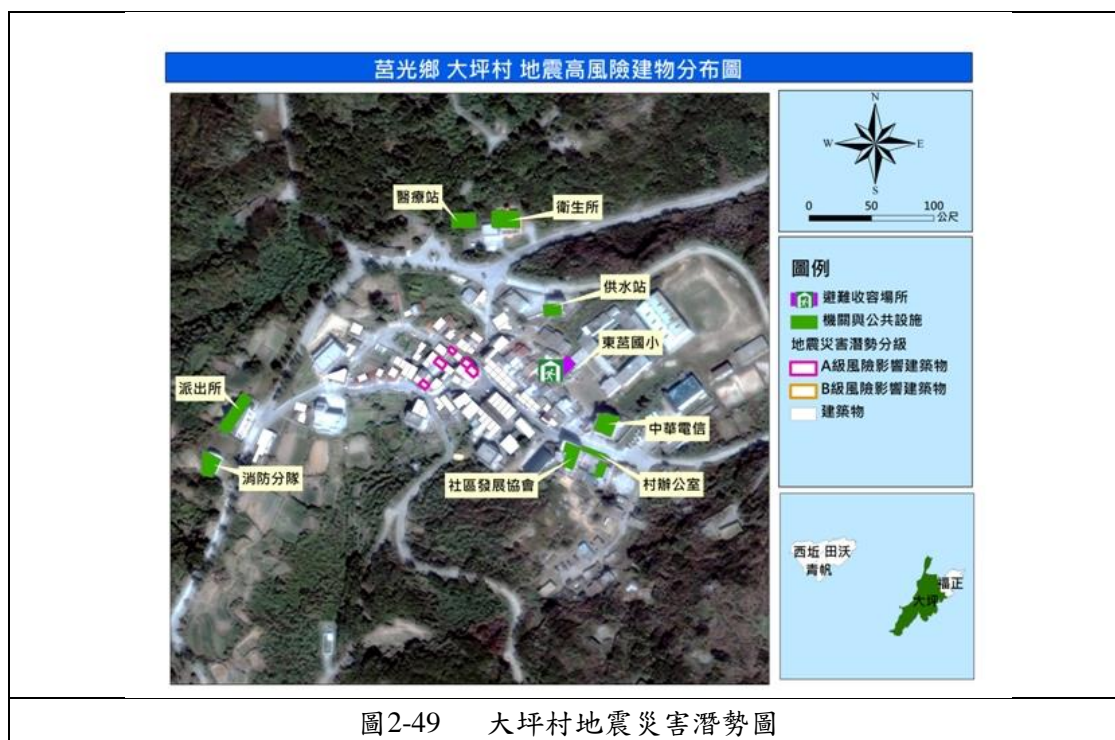 莒光鄉 大坪村 地震高風險建物分布圖
醫療站
衛生所
供水站
東莒國小
派出所
中華電信
消防分隊
社區發展協會
村辦公室
N
W
E
S
0 50 100
公尺
圖例
避難收容場所
機關與公共設施
地震災害潛勢分級
A級風險影響建築物
B級風險影響建築物
建築物
西坵 田沃
青帆
福正
大坪
圖2-49 大坪村地震災害潛勢圖